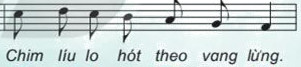 Chim líu lo hót theo vang lừng.